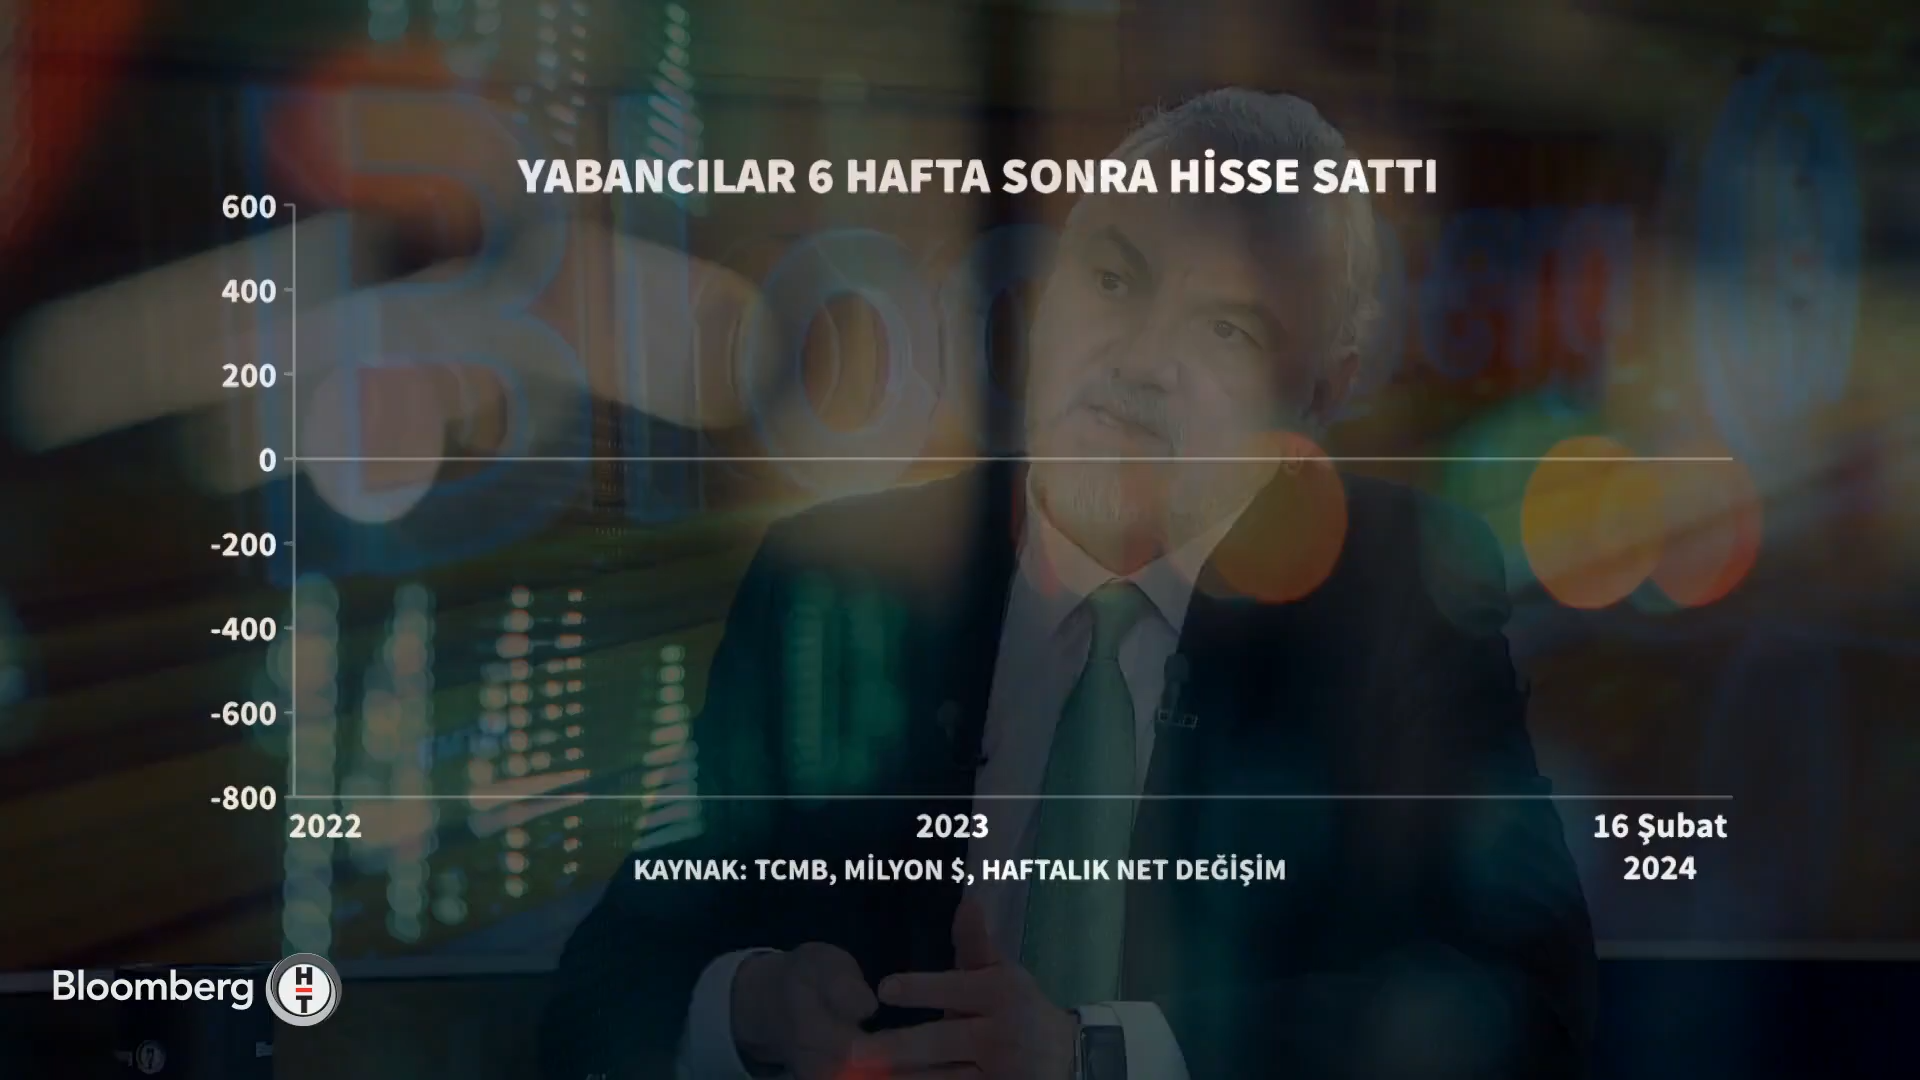 YABANCILAR 6 HAFTA SONRA HİSSE SATTI
600
400
200
0
-200
-400
-600
-800
2022
2023
16 Şubat
2024
KAYNAK: TCMB, MİLYON $, HAFTALIK NET DEĞİŞİM
Bloomberg HT